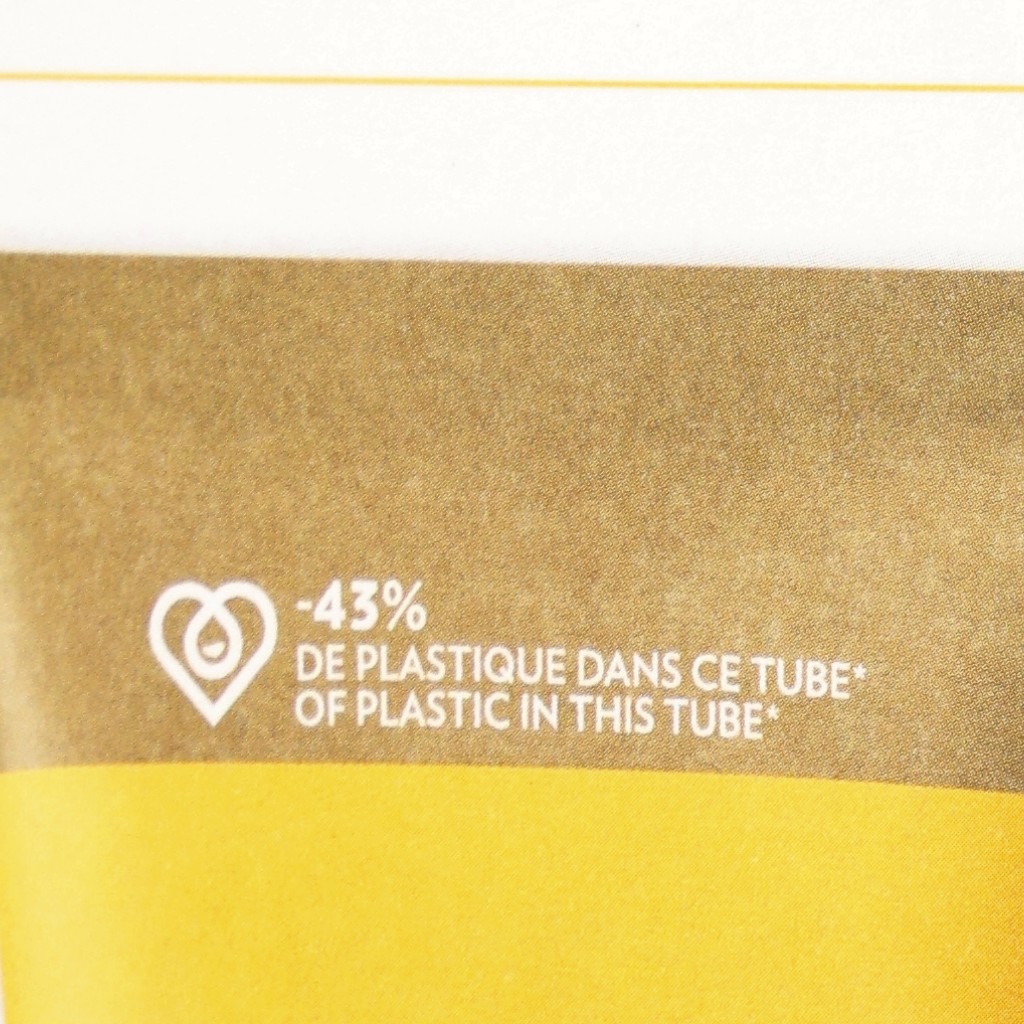 -43%
DE PLASTIQUE DANS CE TUBE*
OF PLASTIC IN THIS TUBE*